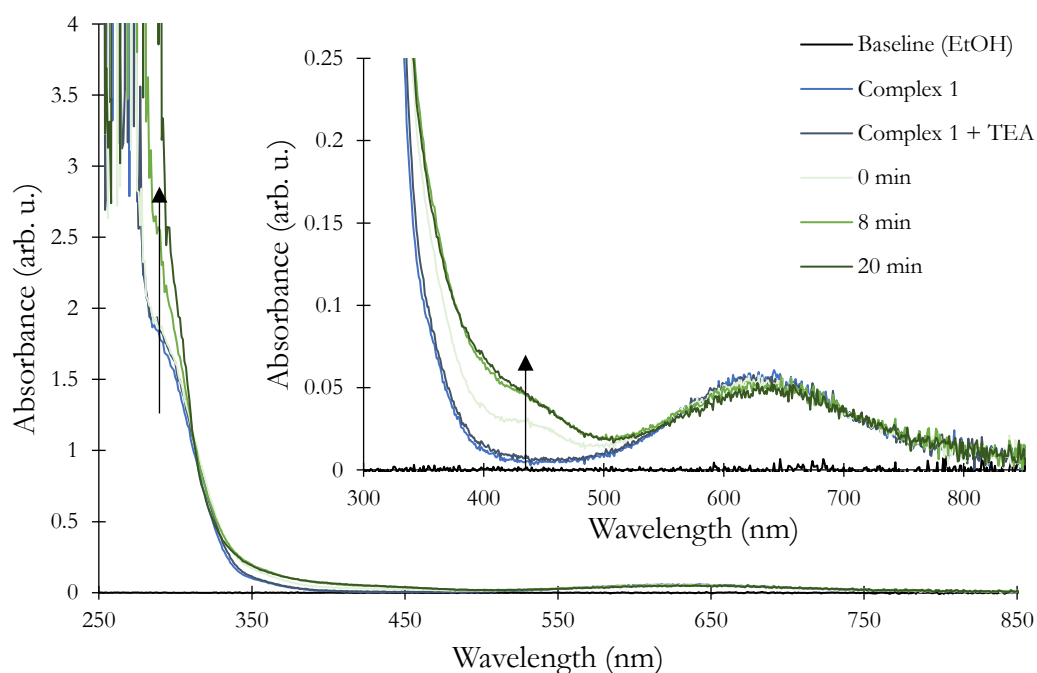 4
3.5
3
2.5
2
1.5
1
0.5
0
250
350
450
550
650
750
850
Absorbance (arb. u.)
Wavelength (nm)
0.25
0.2
0.15
0.1
0.05
0
300
400
500
600
700
800
Absorbance (arb. u.)
Wavelength (nm)
Baseline (EtOH)
Complex 1
Complex 1 + TEA
0 min
8 min
20 min